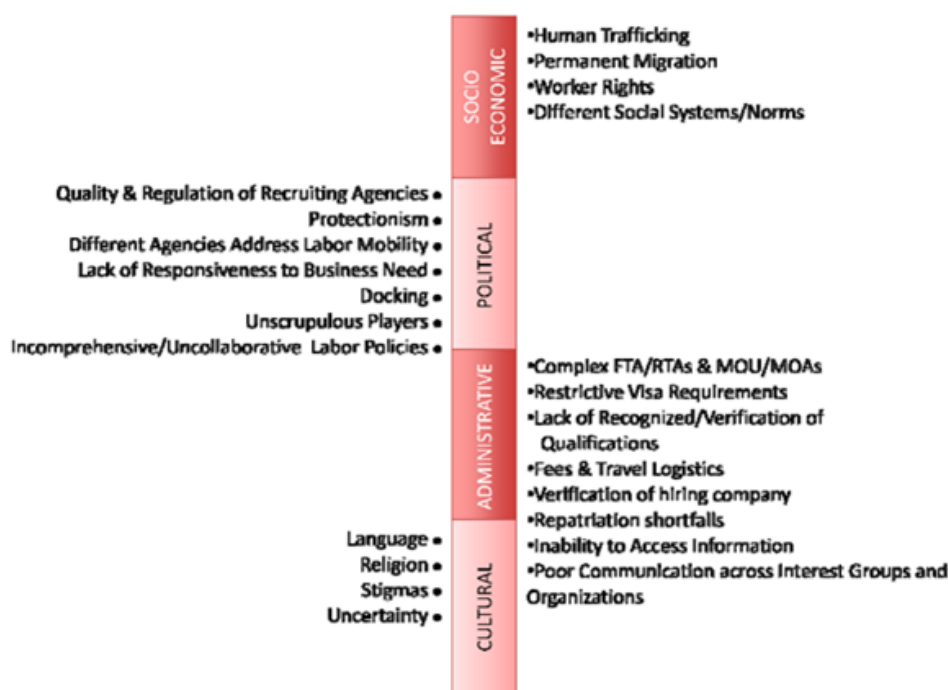 SOCIO
ECONOMIC
•Human Trafficking
•Permanent Migration
•Worker Rights
•Different Social Systems/Norms
POLITICAL
Quality & Regulation of Recruiting Agencies •
Protectionism •
Different Agencies Address Labor Mobility •
Lack of Responsiveness to Business Need •
Docking •
Unscrupulous Players •
Incomprehensive/Uncollaborative Labor Policies •
ADMINISTRATIVE
•Complex FTA/RTAs & MOU/MOAs
•Restrictive Visa Requirements
•Lack of Recognized/Verification of
Qualifications
•Fees & Travel Logistics
•Verification of hiring company
•Repatriation shortfalls
•Inability to Access Information
•Poor Communication across Interest Groups and
Organizations
CULTURAL
Language •
Religion •
Stigmas •
Uncertainty •